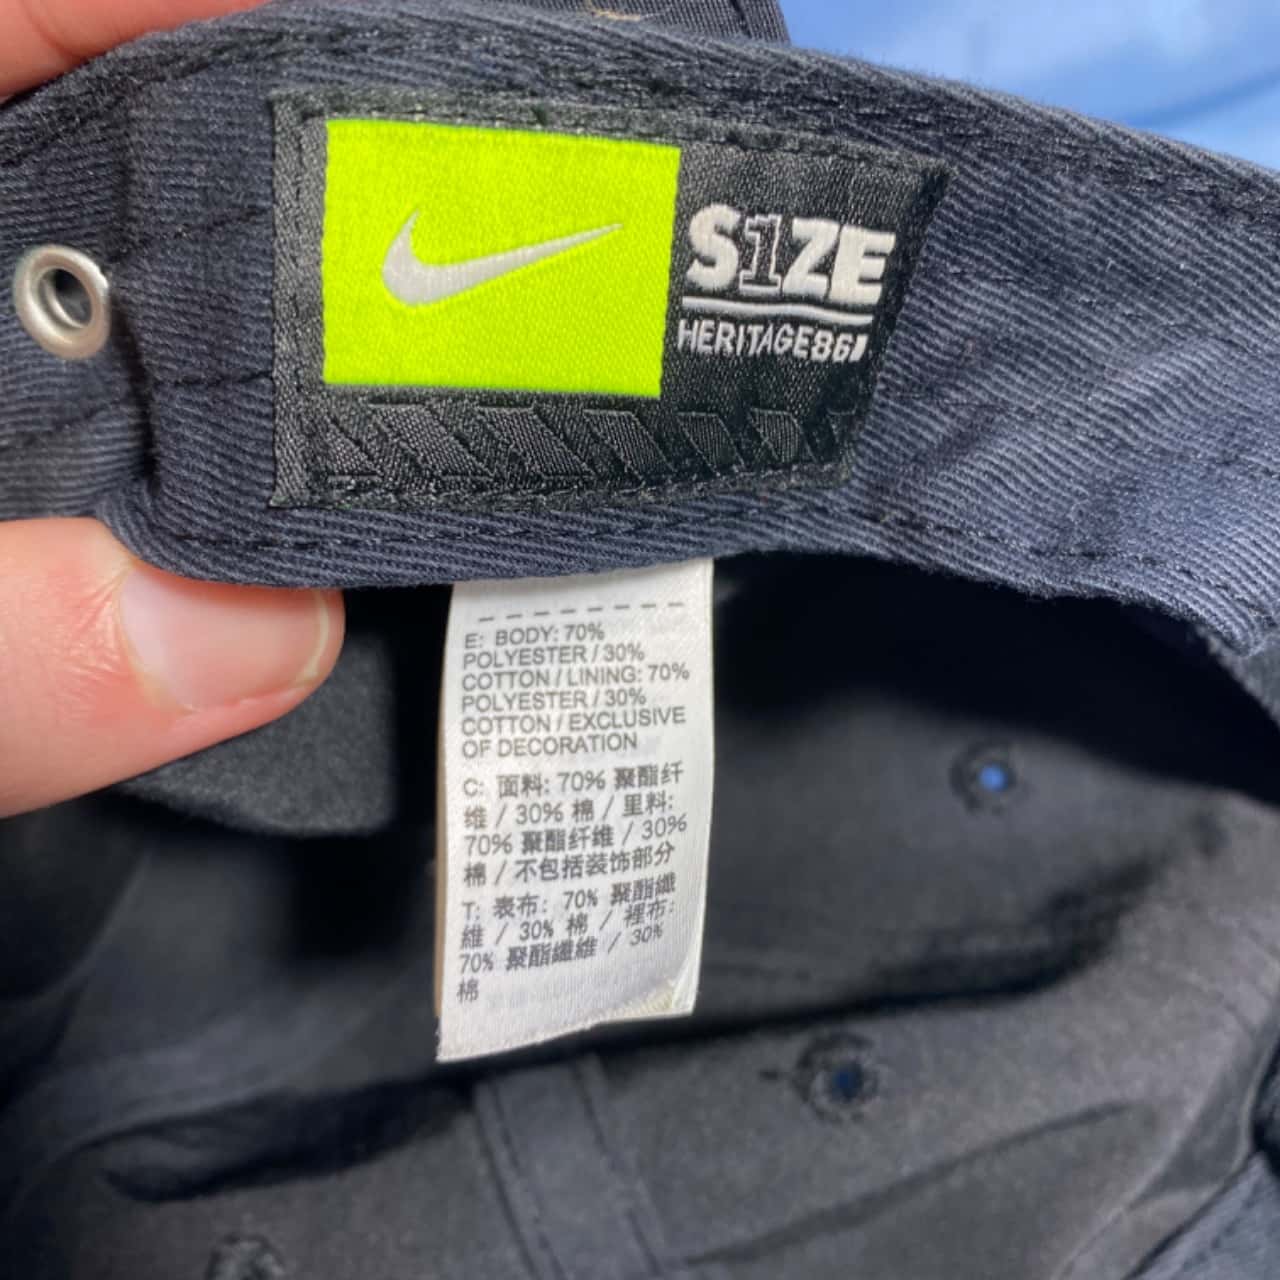 S1ZE
HERITAGE86
E: BODY: 70%
POLYESTER / 30%
COTTON / LINING: 70%
POLYESTER / 30%
COTTON / EXCLUSIVE
OF DECORATION
C: 面料: 70% 聚酯纤
维 / 30% 棉 / 里料:
70% 聚酯纤维 / 30%
棉 / 不包括装饰部分
T: 表布: 70% 聚酯纖
維 / 30% 棉 / 裡布:
70% 聚酯纖維 / 30%
棉